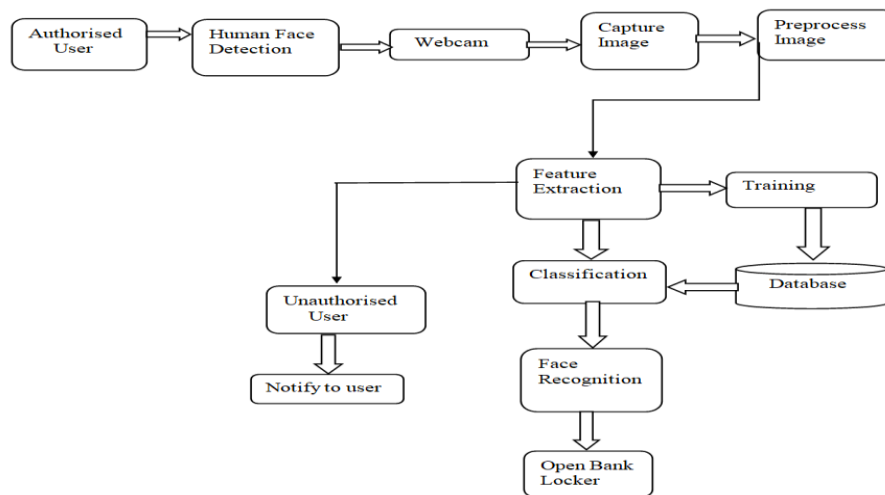 Authorised
User
Human Face
Detection
Webcam
Capture
Image
Preprocess
Image
Feature
Extraction
Training
Classification
Database
Unauthorised
User
Face
Recognition
Notify to user
Open Bank
Locker